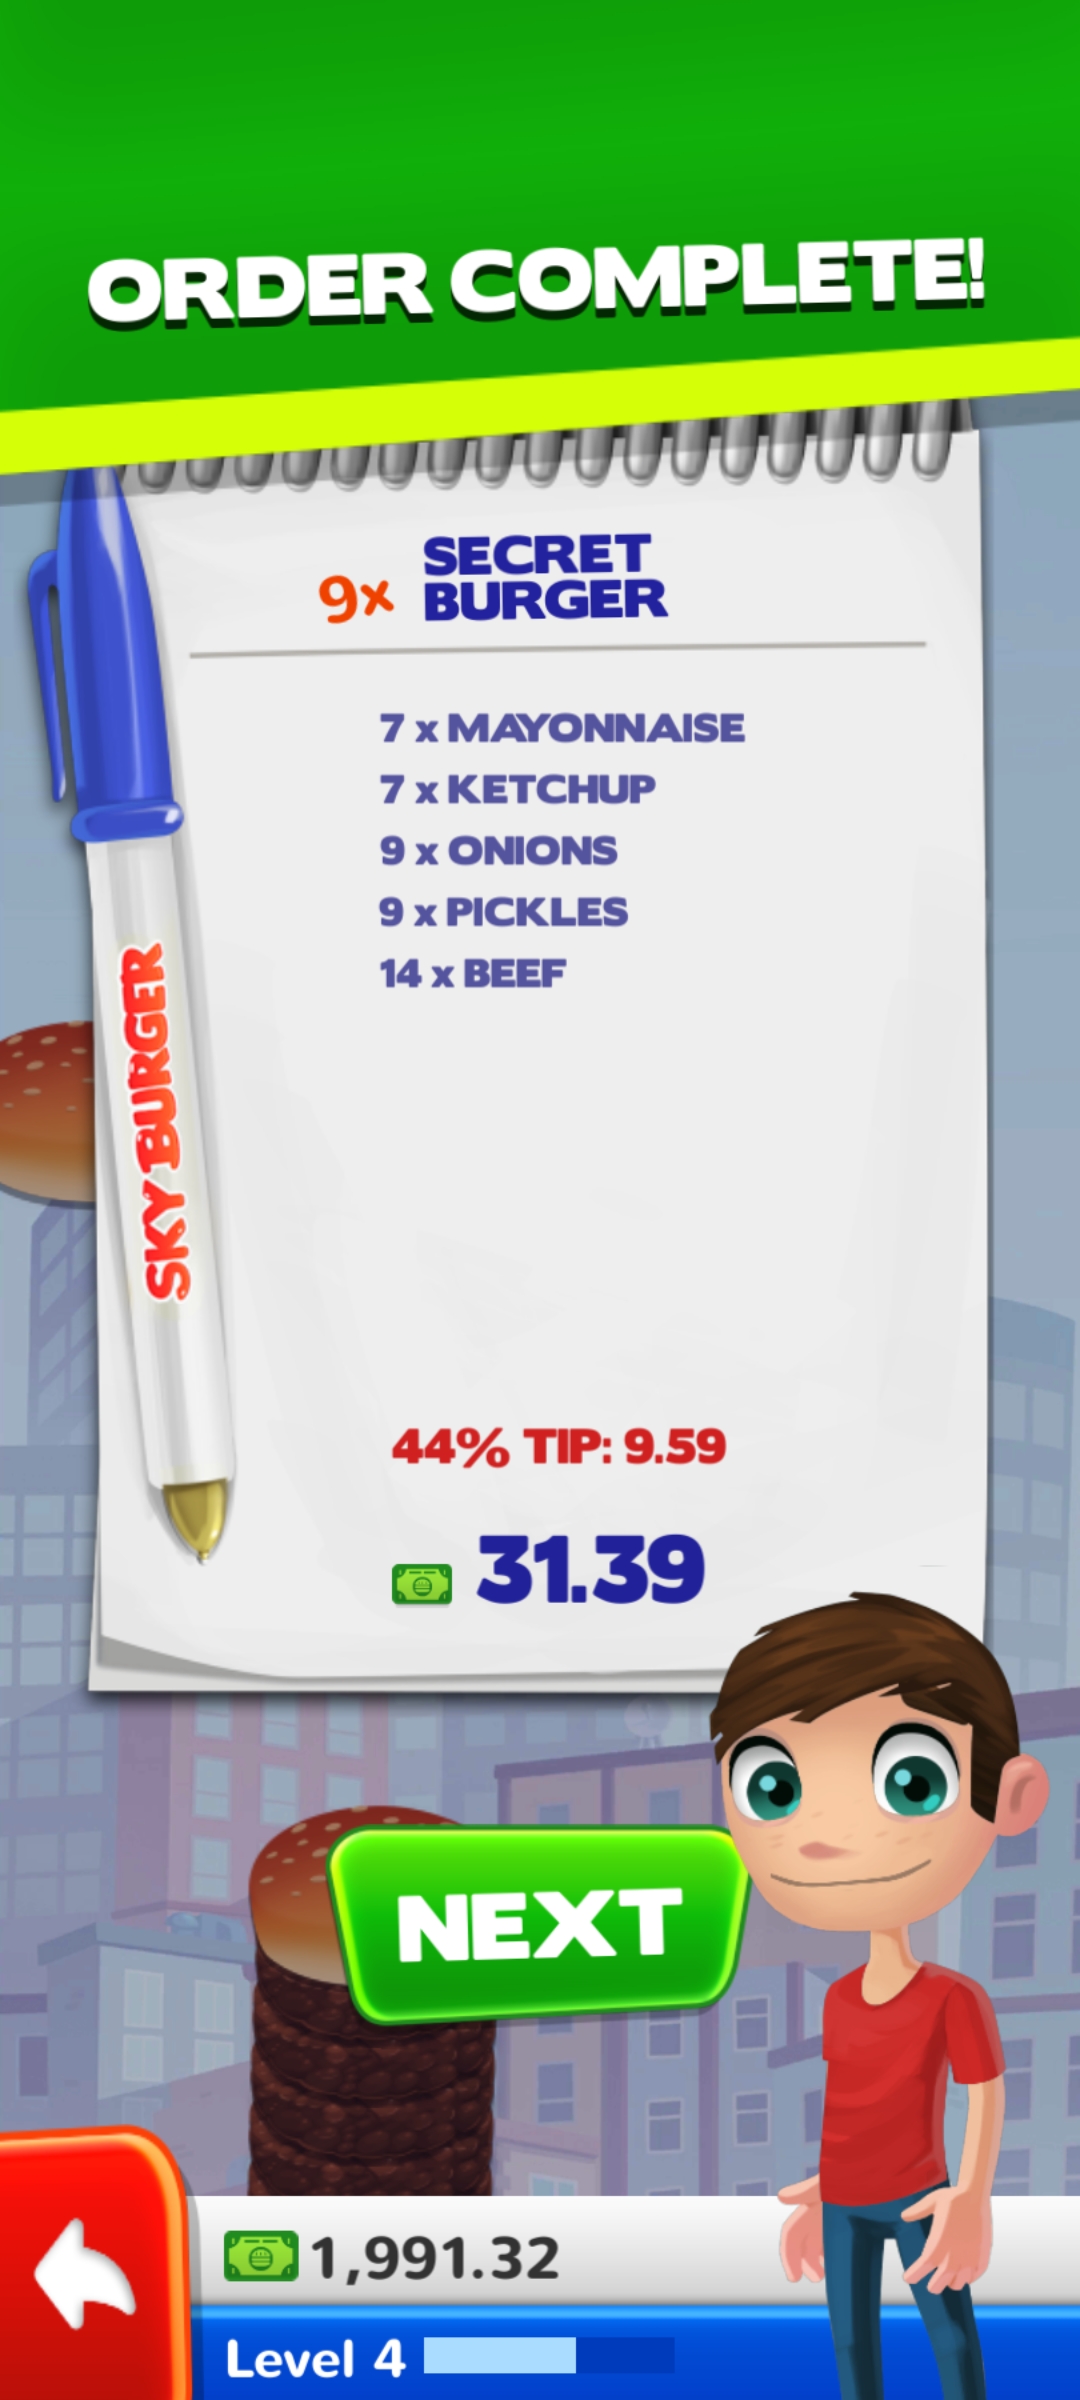 ORDER COMPLETE!
9x SECRET
BURGER
7 x MAYONNAISE
7 x KETCHUP
9 x ONIONS
9 x PICKLES
14 x BEEF
SKY BURGER
44% TIP: 9.59
31.39
NEXT
1,991.32
Level 4